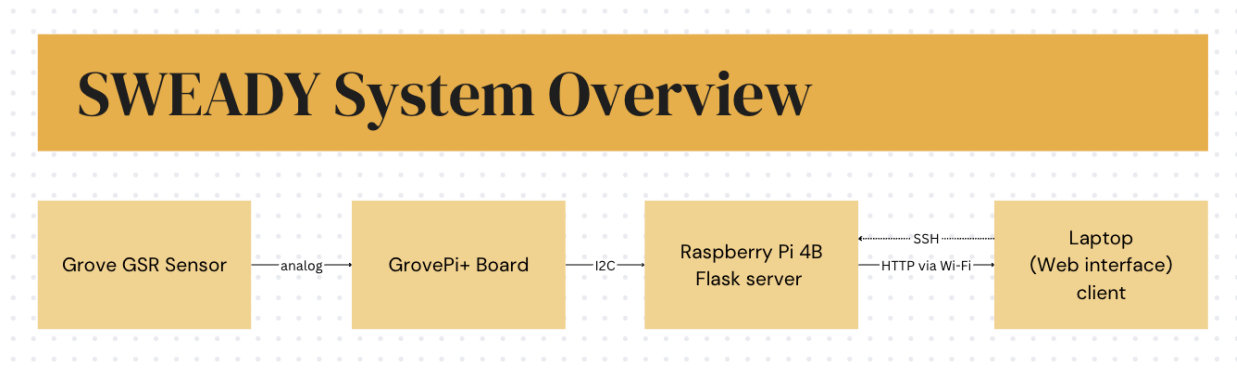 SWEADY System Overview
Grove GSR Sensor
analog
GrovePi+ Board
I2C
Raspberry Pi 4B
Flask server
SSH
HTTP via Wi-Fi
Laptop
(Web interface)
client